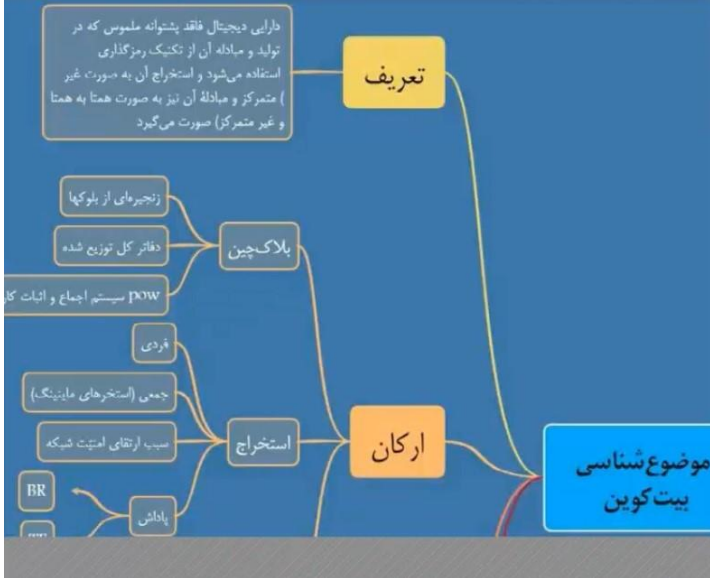 دارایی دیجیتال فاقد پشتوانه ملموس که در
تولید و مبادله آن از تکنیک رمزگذاری
استفاده می‌شود و استخراج آن به صورت غیر
) متمرکز و مبادلهٔ آن نیز به صورت همتا به همتا
و غیر متمرکز) صورت می‌گیرد
تعریف
زنجیره‌ای از بلوکها
دفاتر کل توزیع شده
pow سیستم اجماع و اثبات کار
بلاک‌چین
فردی
جمعی (استخرهای ماینینگ)
سبب ارتقای امنیّت شبکه
استخراج
ارکان
BR
پاداش
موضوع‌شناسی
بیت‌کوین